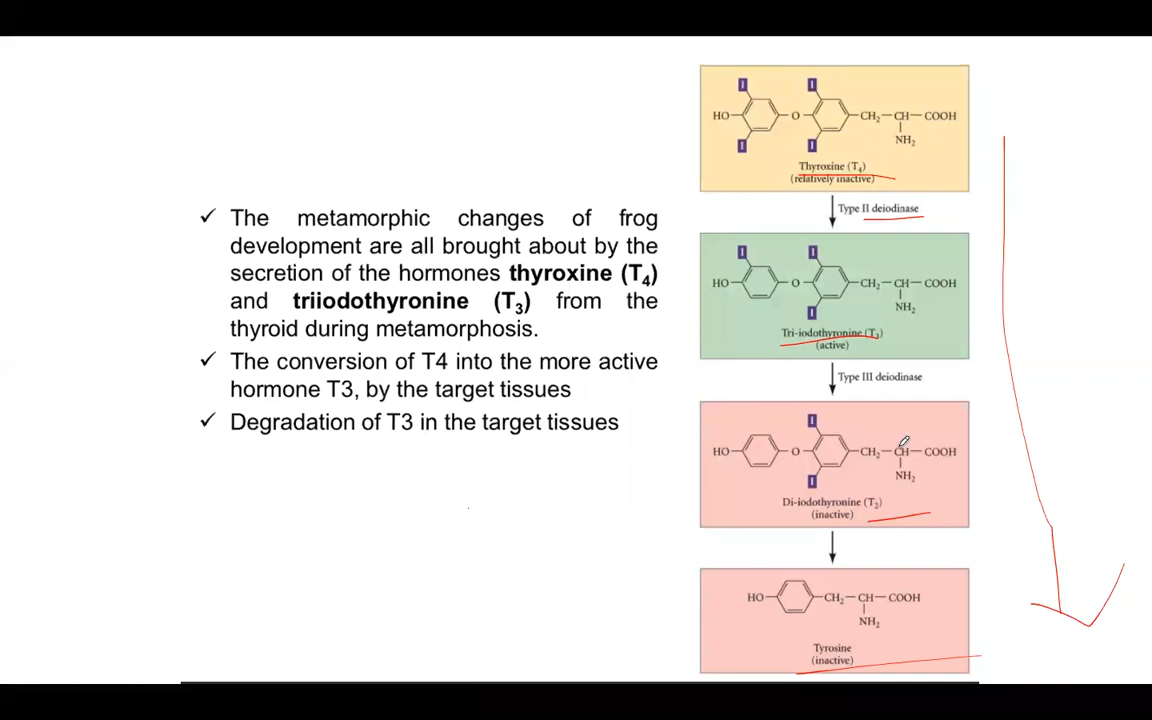 ✓ The metamorphic changes of frog
development are all brought about by the
secretion of the hormones thyroxine (T4)
and triiodothyronine (T3) from the
thyroid during metamorphosis.
✓ The conversion of T4 into the more active
hormone T3, by the target tissues
✓ Degradation of T3 in the target tissues
I I
HO O CH2—CH—COOH
I I NH2
Thyroxine (T4)
(relatively inactive)
Type II deiodinase
I I
HO O CH2—CH—COOH
I NH2
Tri-iodothyronine (T3)
(active)
Type III deiodinase
I
HO O CH2—CH—COOH
I NH2
Di-iodothyronine (T2)
(inactive)
HO CH2—CH—COOH
NH2
Tyrosine
(inactive)